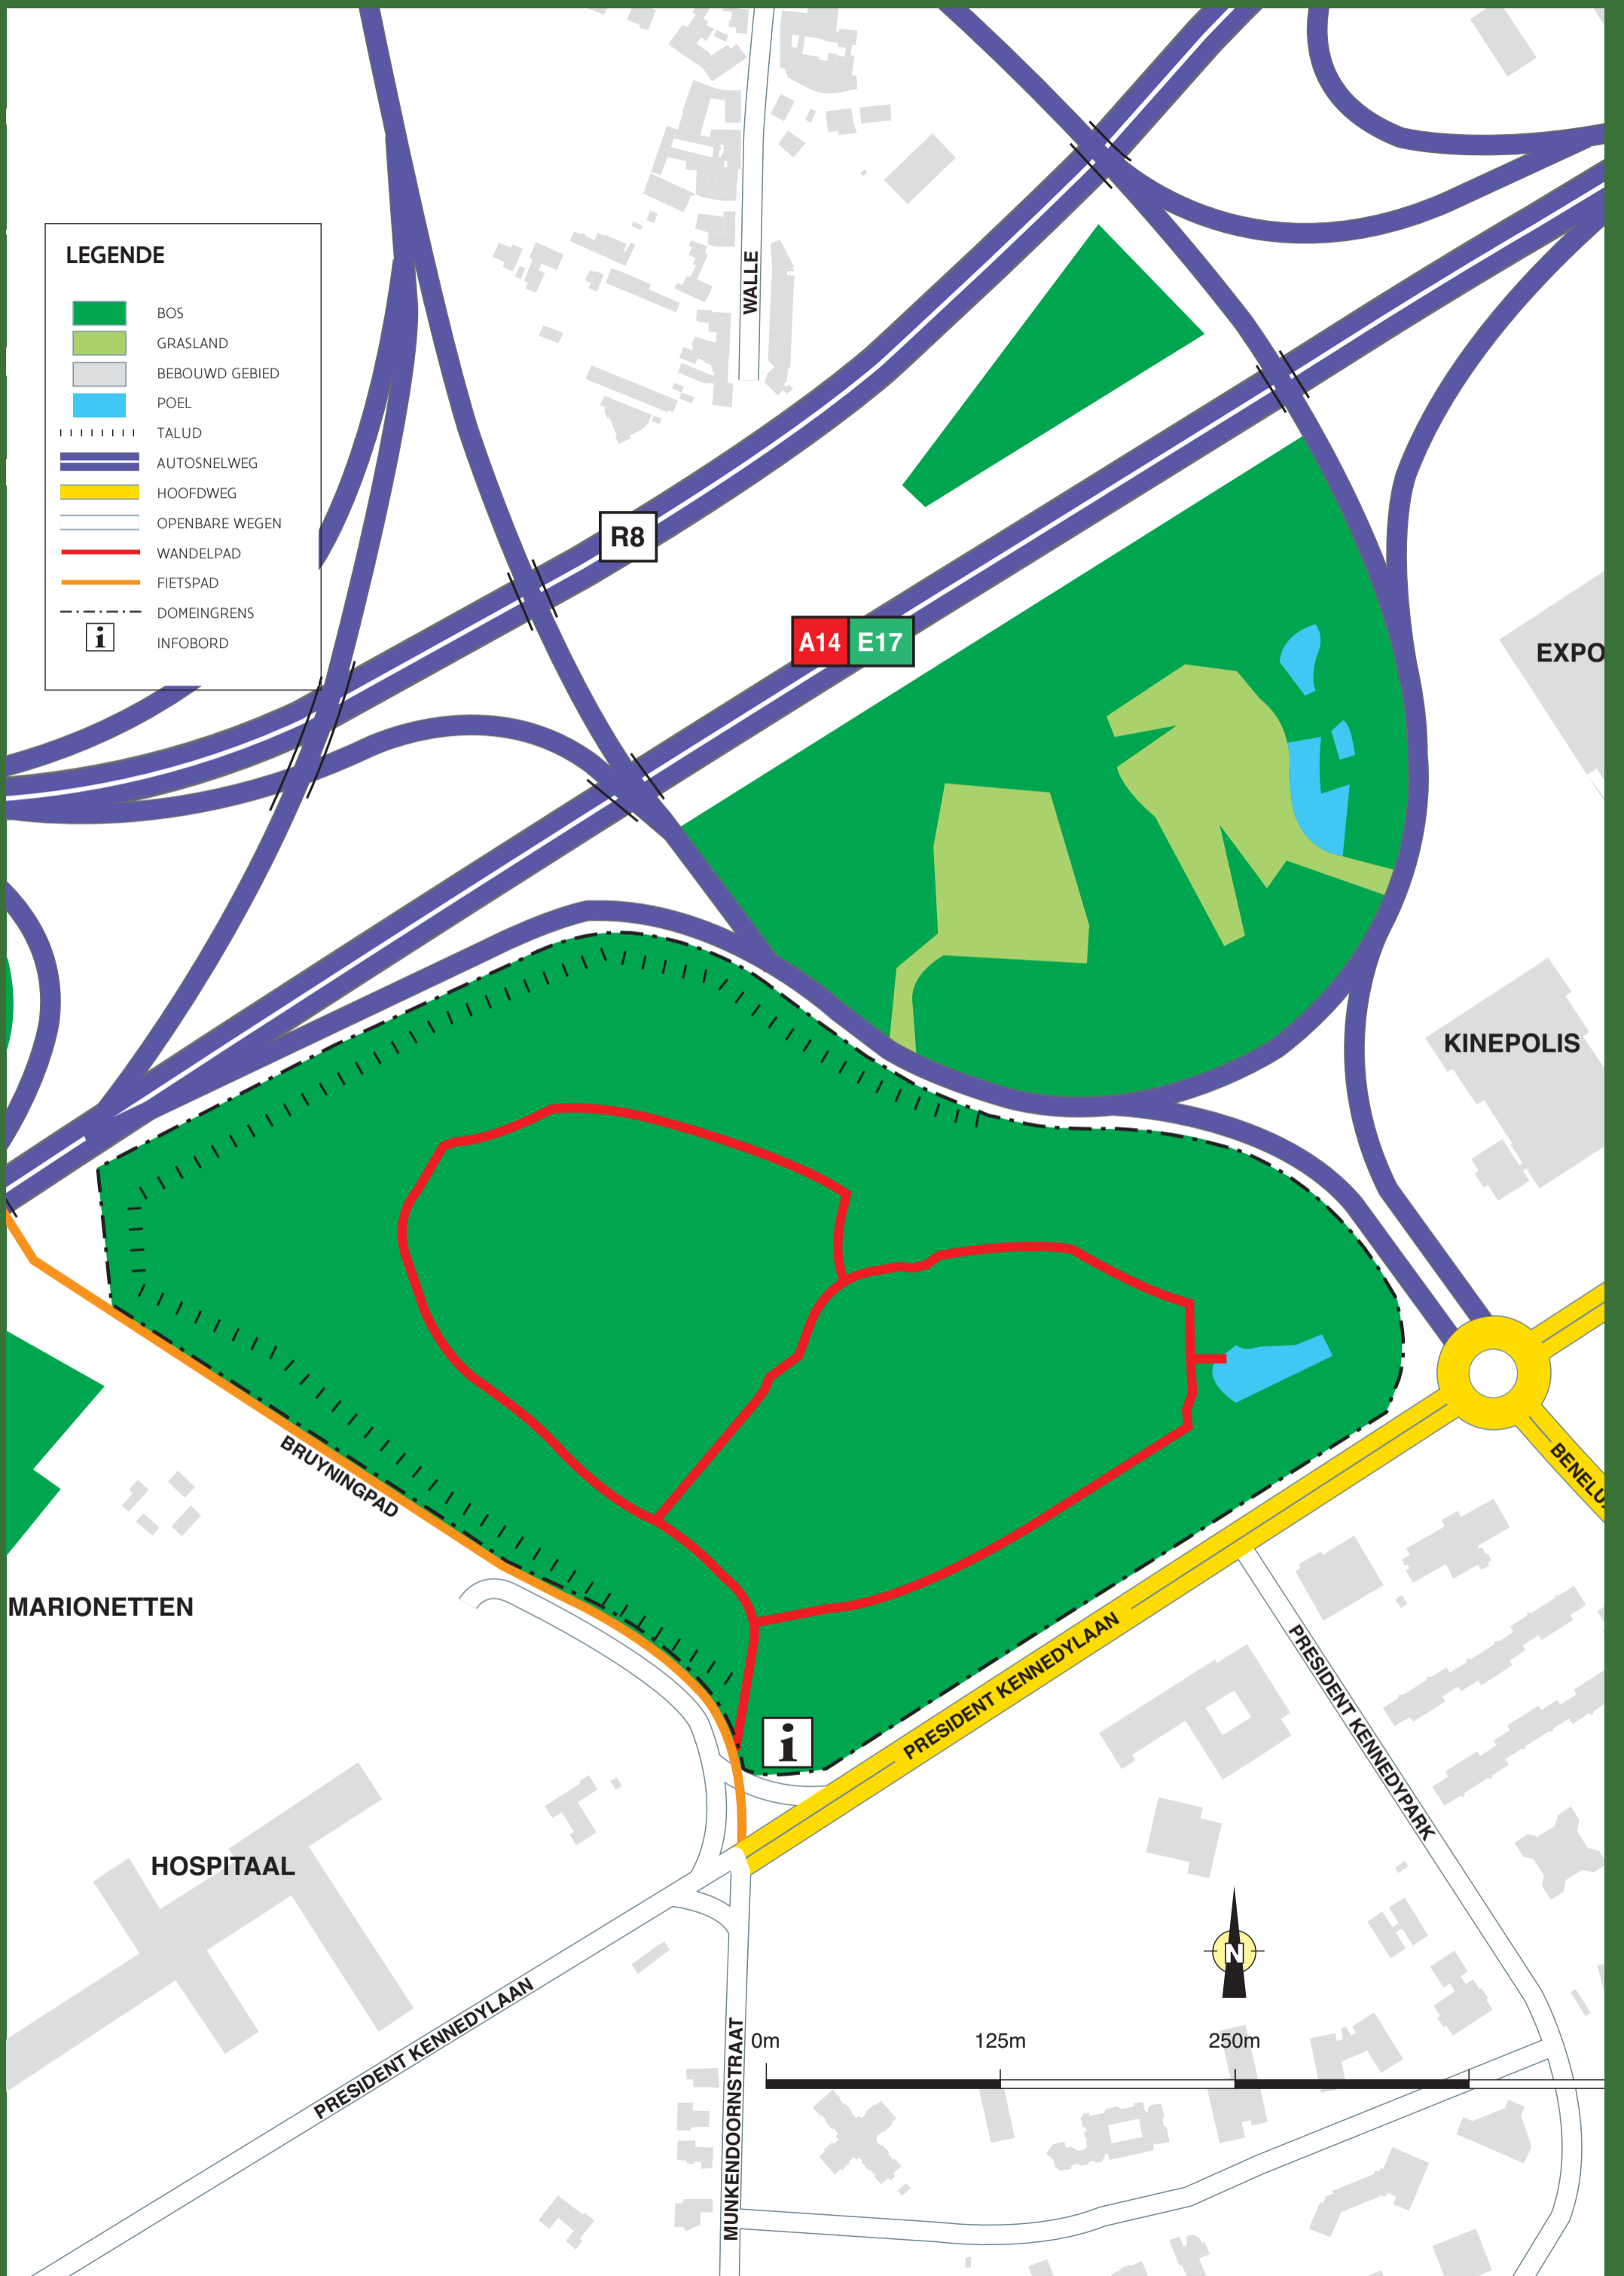 WALLE
LEGENDE
BOS
GRASLAND
BEBOUWD GEBIED
POEL
TALUD
AUTOSNELWEG
HOOFDWEG
OPENBARE WEGEN
WANDELPAD
FIETSPAD
DOMEINGRENS
i INFOBORD
R8
A14 E17
EXPO
KINEPOLIS
BRUYNINGPAD
BENELU
MARIONETTEN
PRESIDENT KENNEDYLAAN
PRESIDENT KENNEDYPARK
i
HOSPITAAL
N
PRESIDENT KENNEDYLAAN
MUNKENDOORNSTRAAT
0m 125m 250m